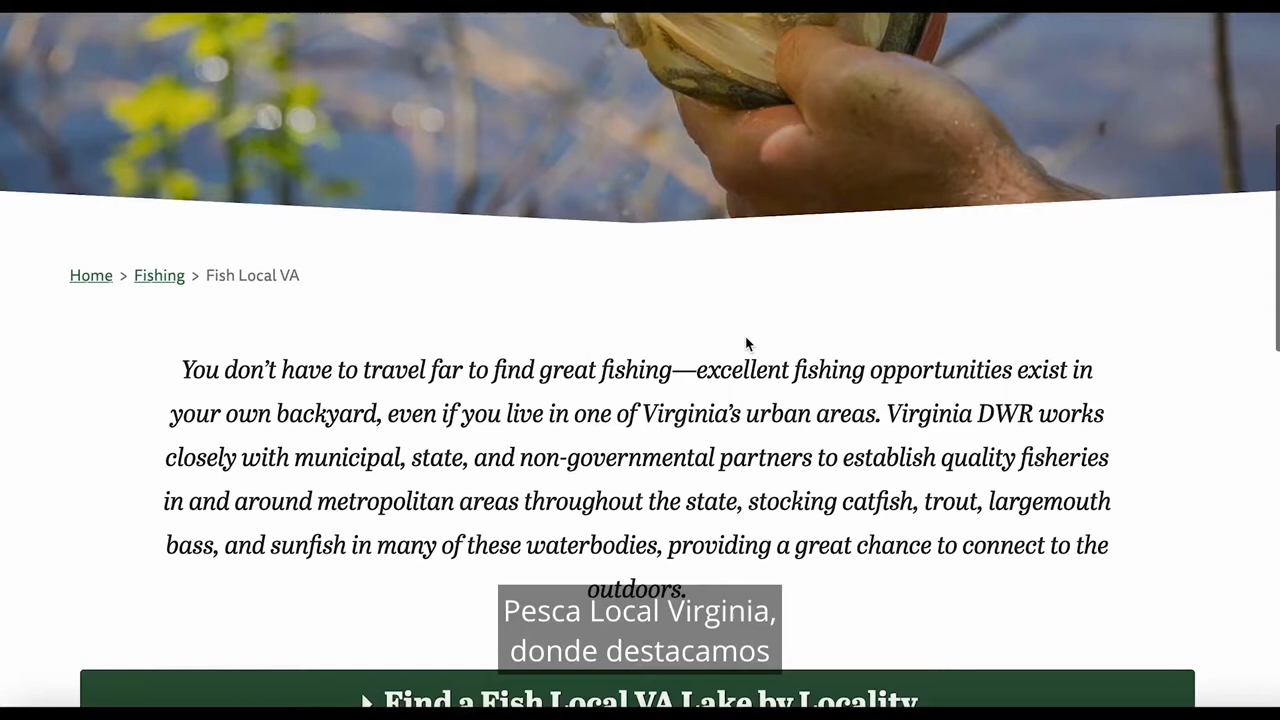 Home > Fishing > Fish Local VA
You don’t have to travel far to find great fishing—excellent fishing opportunities exist in
your own backyard, even if you live in one of Virginia’s urban areas. Virginia DWR works
closely with municipal, state, and non-governmental partners to establish quality fisheries
in and around metropolitan areas throughout the state, stocking catfish, trout, largemouth
bass, and sunfish in many of these waterbodies, providing a great chance to connect to the
outdoors.
Pesca Local Virginia,
donde destacamos
Find a Fish Local VA Lake by Locality